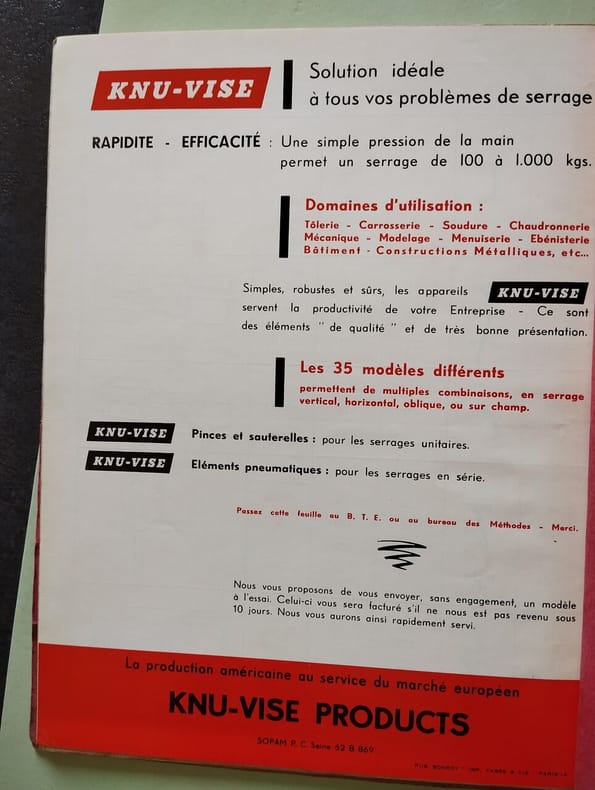 KNU-VISE
Solution idéale
à tous vos problèmes de serrage
RAPIDITE - EFFICACITÉ : Une simple pression de la main
permet un serrage de 100 à 1.000 kgs.
Domaines d'utilisation :
Tôlerie - Carrosserie - Soudure - Chaudronnerie
Mécanique - Modelage - Menuiserie - Ebénisterie
Bâtiment - Constructions Métalliques, etc...
Simples, robustes et sûrs, les appareils KNU-VISE
servent la productivité de votre Entreprise - Ce sont
des éléments " de qualité " et de très bonne présentation.
Les 35 modèles différents
permettent de multiples combinaisons, en serrage
vertical, horizontal, oblique, ou sur champ.
KNU-VISE Pinces et sauterelles : pour les serrages unitaires.
KNU-VISE Eléments pneumatiques : pour les serrages en série.
Passez cette feuille au B. T. E. ou au bureau des Méthodes - Merci.
Nous vous proposons de vous envoyer, sans engagement, un modèle
à l'essai. Celui-ci vous sera facturé s'il ne nous est pas revenu sous
10 jours. Nous vous aurons ainsi rapidement servi.
La production américaine au service du marché européen
KNU-VISE PRODUCTS
SOPAM R. C. Seine 52 B 869
IMP. FABRE & CIE - PARIS